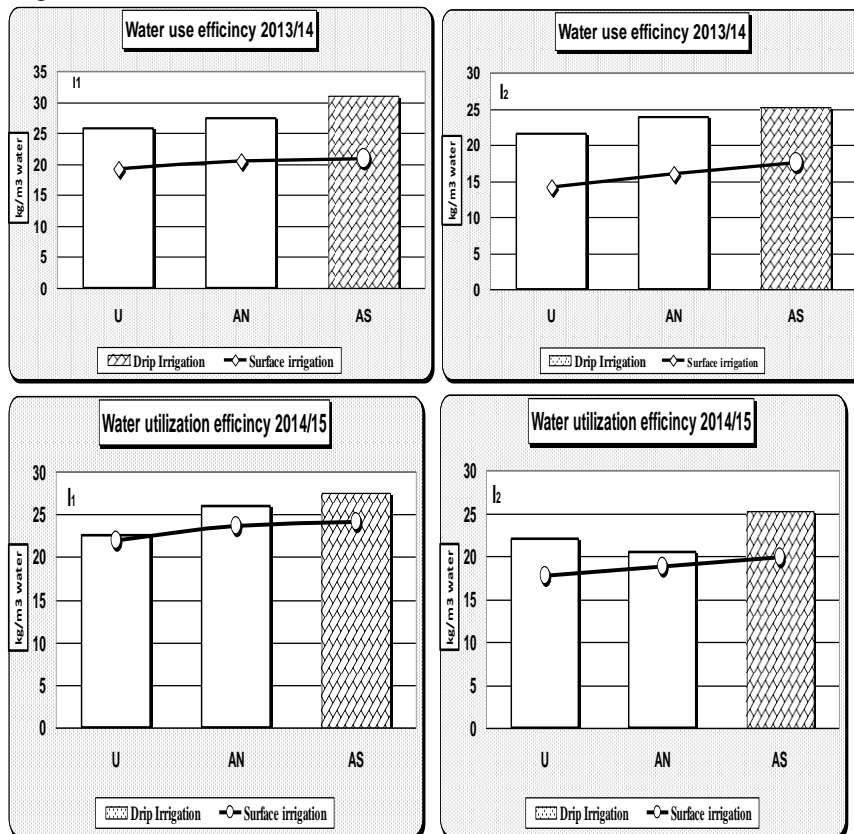 Water use efficincy 2013/14
I1
35
30
25
20
15
10
5
0
kg/m3 water
U AN AS
Drip Irrigation Surface irrigation
Water use efficincy 2013/14
I2
30
25
20
15
10
5
0
kg/m3 water
U AN AS
Drip Irrigation Surface irrigation
Water utilization efficincy 2014/15
I1
30
25
20
15
10
5
0
kg/m3 water
U AN AS
Drip Irrigation Surface irrigation
Water utilization efficincy 2014/15
I2
30
25
20
15
10
5
0
kg/m3 water
U AN AS
Drip Irrigation Surface irrigation